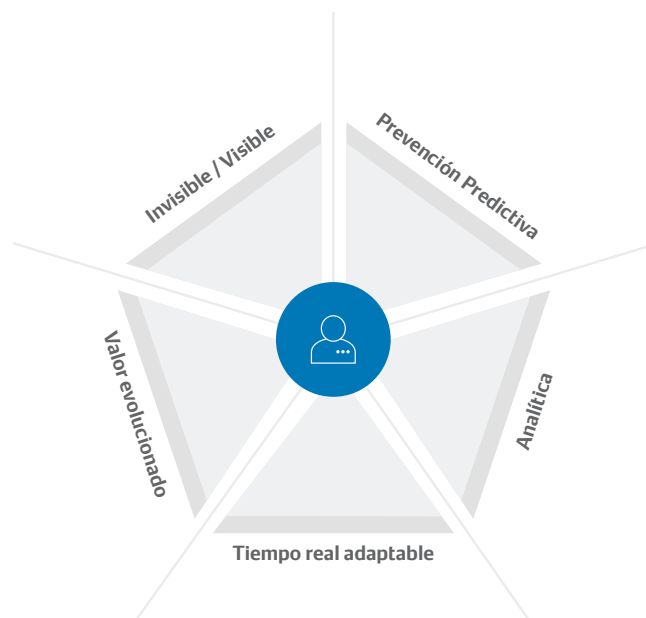 Invisible / Visible
Prevención Predictiva
Valor evolucionado
Analítica
Tiempo real adaptable